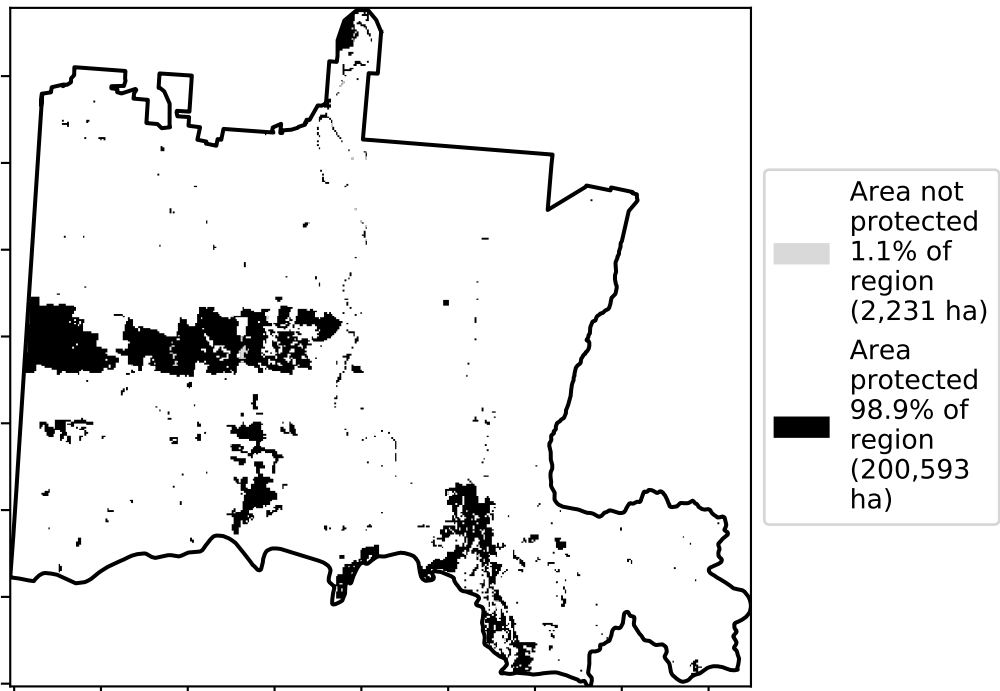 Area not
protected
1.1% of
region
(2,231 ha)
Area
protected
98.9% of
region
(200,593
ha)